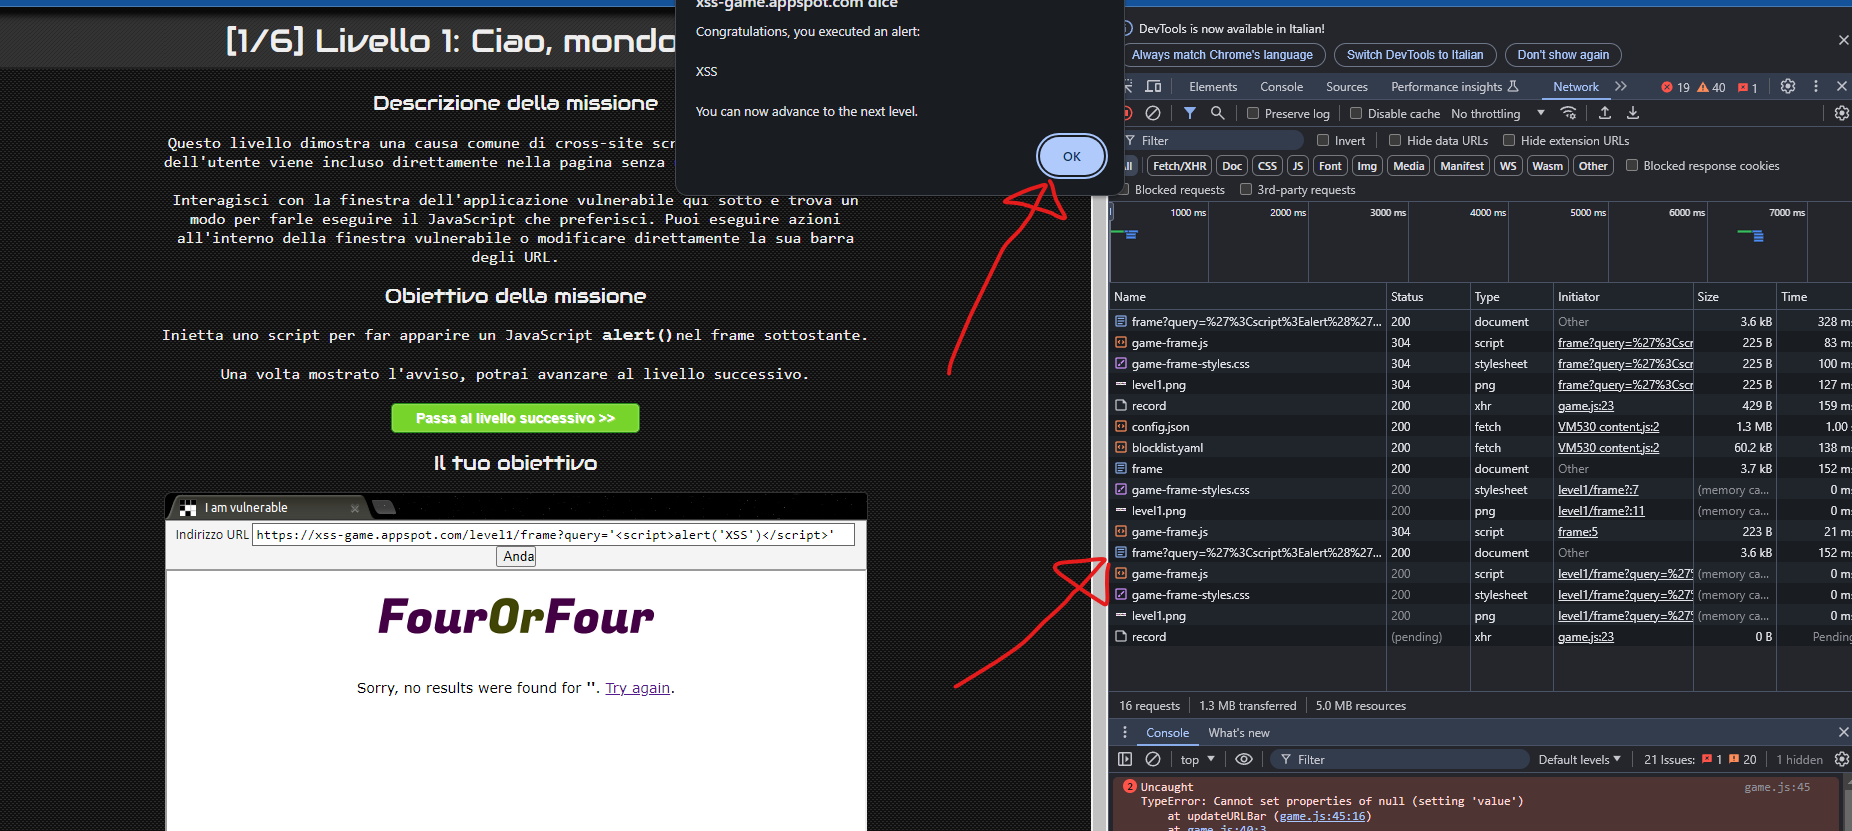 xss-game.appspot.com dice
Congratulations, you executed an alert:
XSS
You can now advance to the next level.
OK
[1/6] Livello 1: Ciao, mondo
Descrizione della missione
Questo livello dimostra una causa comune di cross-site scr
dell'utente viene incluso direttamente nella pagina senza
Interagisci con la finestra dell'applicazione vulnerabile qui sotto e trova un
modo per farle eseguire il JavaScript che preferisci. Puoi eseguire azioni
all'interno della finestra vulnerabile o modificare direttamente la sua barra
degli URL.
Obiettivo della missione
Inietta uno script per far apparire un JavaScript alert()nel frame sottostante.
Una volta mostrato l'avviso, potrai avanzare al livello successivo.
Passa al livello successivo >>
Il tuo obiettivo
I am vulnerable
Indirizzo URL https://xss-game.appspot.com/level1/frame?query='<script>alert('XSS')</script>'
Anda
FourOrFour
Sorry, no results were found for ''. Try again.
DevTools is now available in Italian!
Always match Chrome's language Switch DevTools to Italian Don't show again
Elements Console Sources Performance insights Network 19 40 1
Preserve log Disable cache No throttling
Filter Invert Hide data URLs Hide extension URLs
Fetch/XHR Doc CSS JS Font Img Media Manifest WS Wasm Other Blocked response cookies
Blocked requests 3rd-party requests
1000 ms 2000 ms 3000 ms 4000 ms 5000 ms 6000 ms 7000 ms
Name Status Type Initiator Size Time
frame?query=%27%3Cscript%3Ealert%28%27... 200 document Other 3.6 kB 328 ms
game-frame.js 304 script frame?query=%27%3Cscr 225 B 83 ms
game-frame-styles.css 304 stylesheet frame?query=%27%3Cscr 225 B 100 ms
level1.png 304 png frame?query=%27%3Cscr 225 B 127 ms
record 200 xhr game.js:23 429 B 159 ms
config.json 200 fetch VM530 content.js:2 1.3 MB 1.00
blocklist.yaml 200 fetch VM530 content.js:2 60.2 kB 138 ms
frame 200 document Other 3.7 kB 152 ms
game-frame-styles.css 200 stylesheet level1/frame?:7 (memory ca... 0 ms
level1.png 200 png level1/frame?:11 (memory ca... 0 ms
game-frame.js 304 script frame:5 223 B 21 ms
frame?query=%27%3Cscript%3Ealert%28%27... 200 document Other 3.6 kB 152 ms
game-frame.js 200 script level1/frame?query=%27 (memory ca... 0 ms
game-frame-styles.css 200 stylesheet level1/frame?query=%27 (memory ca... 0 ms
level1.png 200 png level1/frame?query=%27 (memory ca... 0 ms
record (pending) xhr game.js:23 0 B Pending
16 requests 1.3 MB transferred 5.0 MB resources
Console What's new
top Filter Default levels 21 Issues: 1 20 1 hidden
2 Uncaught game.js:45
TypeError: Cannot set properties of null (setting 'value')
at updateURLBar (game.js:45:16)
at game.js:40:3